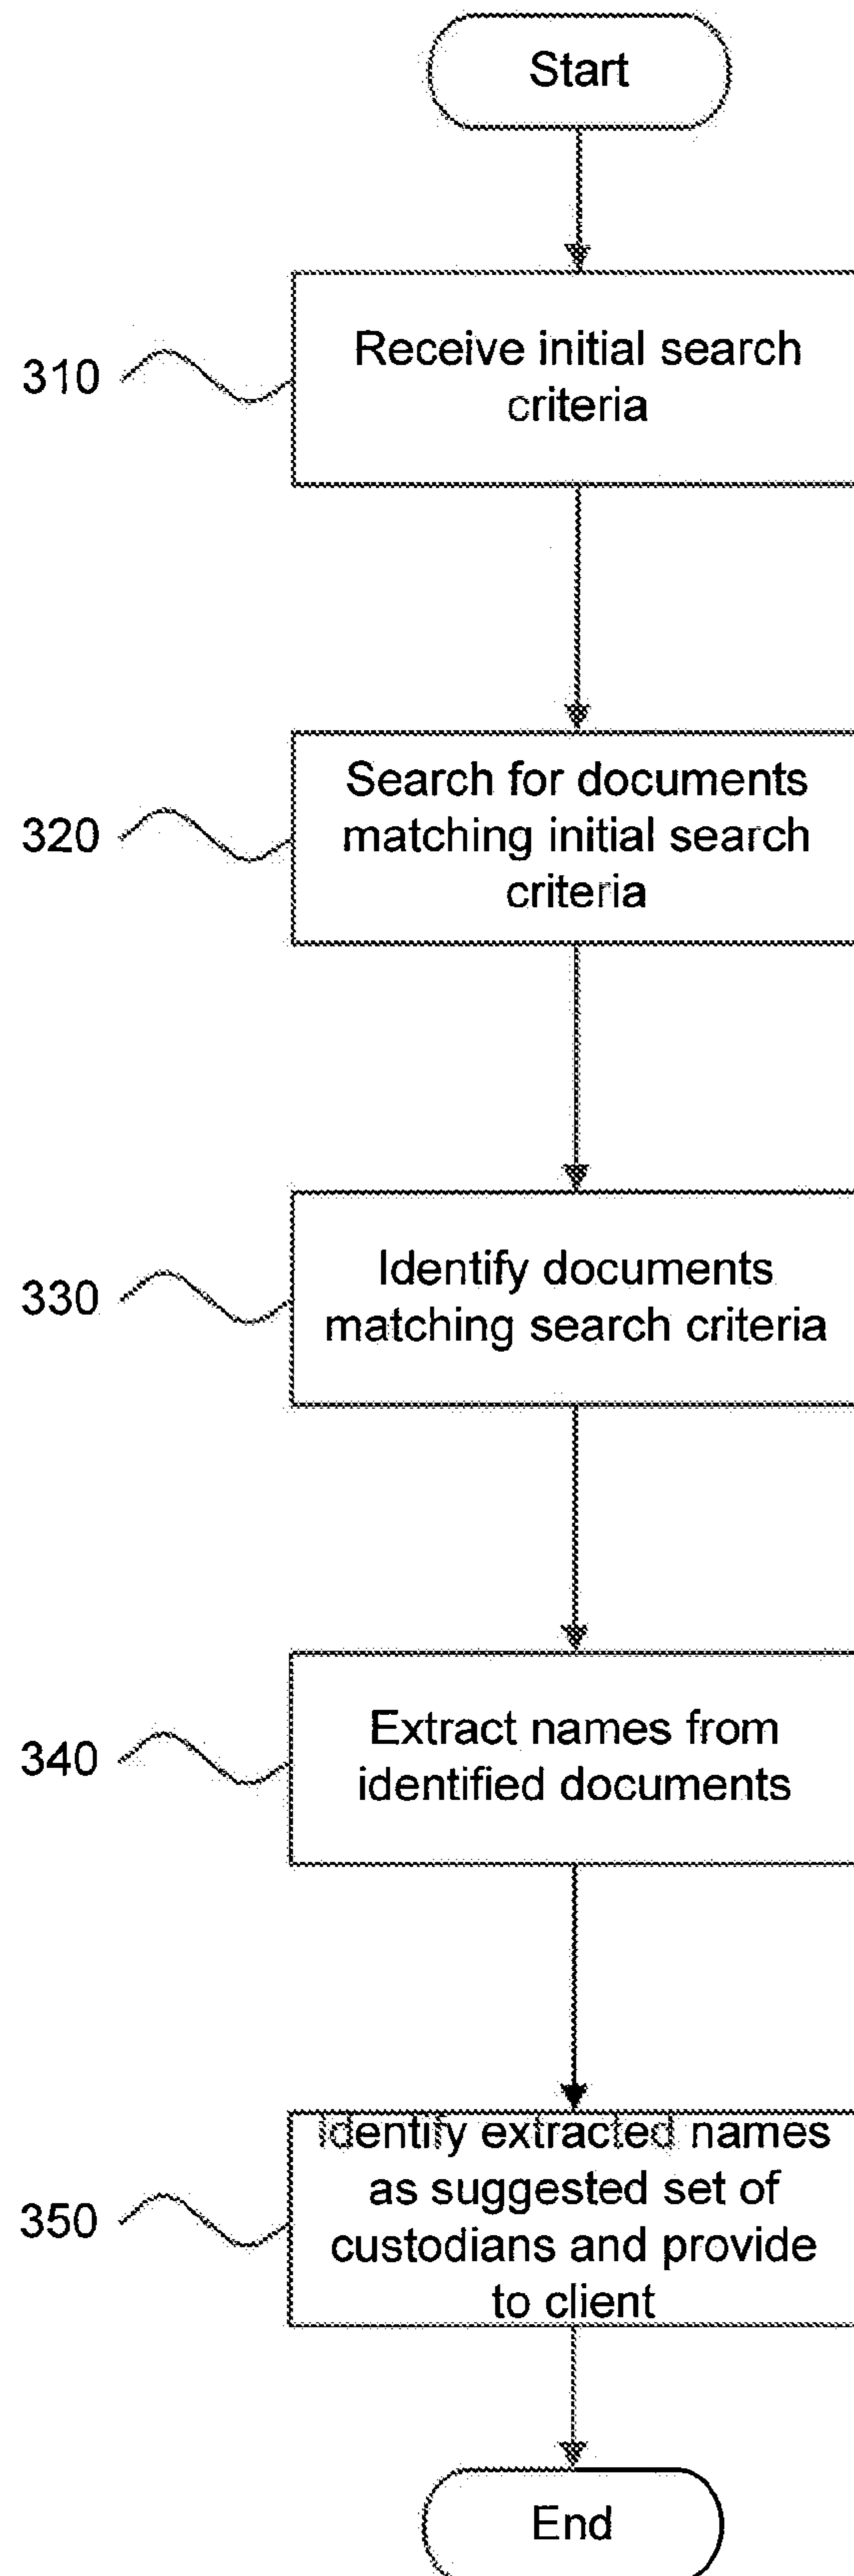 Start
310
Receive initial search
criteria
320
Search for documents
matching initial search
criteria
330
Identify documents
matching search criteria
340
Extract names from
identified documents
350
Identify extracted names
as suggested set of
custodians and provide
to client
End